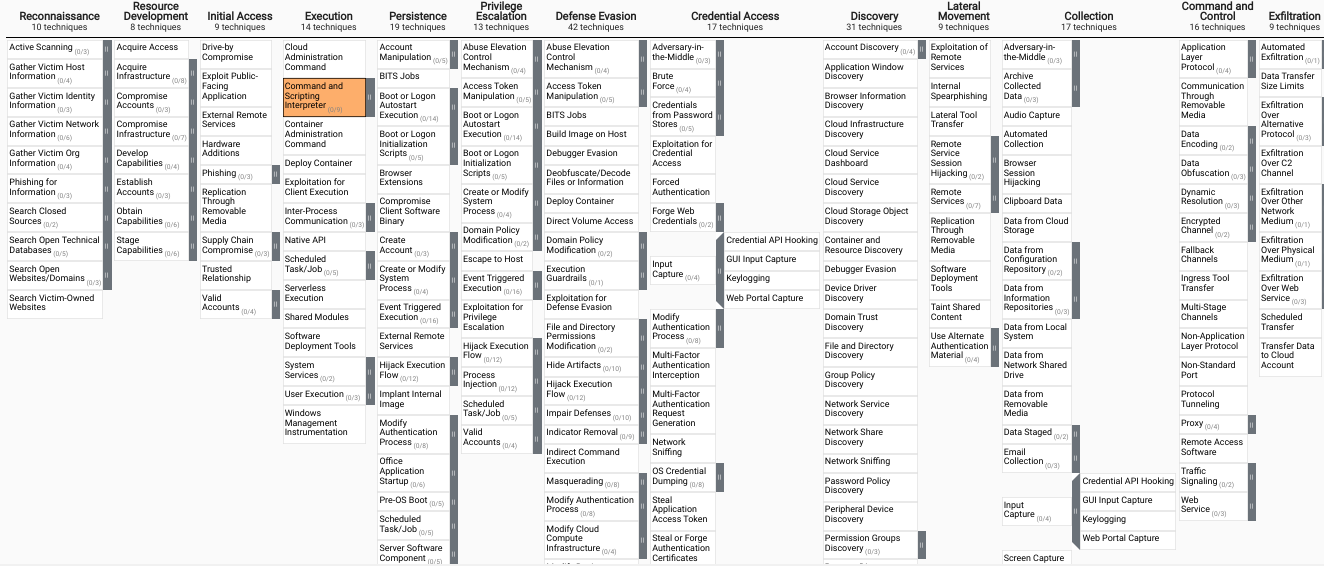 Reconnaissance
10 techniques
Active Scanning (0/3)
Gather Victim Host
Information (0/4)
Gather Victim Identity
Information (0/3)
Gather Victim Network
Information (0/6)
Gather Victim Org
Information (0/4)
Phishing for
Information (0/3)
Search Closed
Sources (0/2)
Search Open Technical
Databases (0/5)
Search Open
Websites/Domains (0/3)
Search Victim-Owned
Websites
Resource
Development
8 techniques
Acquire Access
Acquire
Infrastructure (0/8)
Compromise
Accounts (0/3)
Compromise
Infrastructure (0/7)
Develop
Capabilities (0/4)
Establish
Accounts (0/3)
Obtain
Capabilities (0/6)
Stage
Capabilities (0/6)
Initial Access
9 techniques
Drive-by
Compromise
Exploit Public-
Facing
Application
External Remote
Services
Hardware
Additions
Phishing (0/3)
Replication
Through
Removable
Media
Supply Chain
Compromise (0/3)
Trusted
Relationship
Valid
Accounts (0/4)
Execution
14 techniques
Cloud
Administration
Command
Command and
Scripting
Interpreter (0/9)
Container
Administration
Command
Deploy Container
Exploitation for
Client Execution
Inter-Process
Communication (0/3)
Native API
Scheduled
Task/Job (0/5)
Serverless
Execution
Shared Modules
Software
Deployment Tools
System
Services (0/2)
User Execution (0/3)
Windows
Management
Instrumentation
Persistence
19 techniques
Account
Manipulation (0/5)
BITS Jobs
Boot or Logon
Autostart
Execution (0/14)
Boot or Logon
Initialization
Scripts (0/5)
Browser
Extensions
Compromise
Client Software
Binary
Create
Account (0/3)
Create or Modify
System
Process (0/4)
Event Triggered
Execution (0/16)
External Remote
Services
Hijack Execution
Flow (0/12)
Implant Internal
Image
Modify
Authentication
Process (0/8)
Office
Application
Startup (0/6)
Pre-OS Boot (0/5)
Scheduled
Task/Job (0/5)
Server Software
Component (0/5)
Privilege
Escalation
13 techniques
Abuse Elevation
Control
Mechanism (0/4)
Access Token
Manipulation (0/5)
Boot or Logon
Autostart
Execution (0/14)
Boot or Logon
Initialization
Scripts (0/5)
Create or Modify
System
Process (0/4)
Domain Policy
Modification (0/2)
Escape to Host
Event Triggered
Execution (0/16)
Exploitation for
Privilege
Escalation
Hijack Execution
Flow (0/12)
Process
Injection (0/12)
Scheduled
Task/Job (0/5)
Valid
Accounts (0/4)
Defense Evasion
42 techniques
Abuse Elevation
Control
Mechanism (0/4)
Access Token
Manipulation (0/5)
BITS Jobs
Build Image on Host
Debugger Evasion
Deobfuscate/Decode
Files or Information
Deploy Container
Direct Volume Access
Domain Policy
Modification (0/2)
Execution
Guardrails (0/1)
Exploitation for
Defense Evasion
File and Directory
Permissions
Modification (0/2)
Hide Artifacts (0/10)
Hijack Execution
Flow (0/12)
Impair Defenses (0/10)
Indicator Removal (0/9)
Indirect Command
Execution
Masquerading (0/8)
Modify Authentication
Process (0/8)
Modify Cloud
Compute
Infrastructure (0/4)
Credential Access
17 techniques
Adversary-
in-the-Middle (0/3)
Brute
Force (0/4)
Credentials
from Password
Stores (0/5)
Exploitation for
Credential
Access
Forced
Authentication
Forge Web
Credentials (0/2)
Input
Capture (0/4)
Credential API Hooking
GUI Input Capture
Keylogging
Web Portal Capture
Modify
Authentication
Process (0/8)
Multi-Factor
Authentication
Interception
Multi-Factor
Authentication
Request
Generation
Network
Sniffing
OS Credential
Dumping (0/8)
Steal
Application
Access Token
Steal or Forge
Authentication
Certificates
Discovery
31 techniques
Account Discovery (0/4)
Application Window
Discovery
Browser Information
Discovery
Cloud Infrastructure
Discovery
Cloud Service
Dashboard
Cloud Service
Discovery
Cloud Storage Object
Discovery
Container and
Resource Discovery
Debugger Evasion
Device Driver
Discovery
Domain Trust
Discovery
File and Directory
Discovery
Group Policy
Discovery
Network Service
Discovery
Network Share
Discovery
Network Sniffing
Password Policy
Discovery
Peripheral Device
Discovery
Permission Groups
Discovery (0/3)
Lateral
Movement
9 techniques
Exploitation of
Remote
Services
Internal
Spearphishing
Lateral Tool
Transfer
Remote
Service
Session
Hijacking (0/2)
Remote
Services (0/7)
Replication
Through
Removable
Media
Software
Deployment
Tools
Taint Shared
Content
Use Alternate
Authentication
Material (0/4)
Collection
17 techniques
Adversary-in-
the-Middle (0/3)
Archive
Collected
Data (0/3)
Audio Capture
Automated
Collection
Browser
Session
Hijacking
Clipboard Data
Data from Cloud
Storage
Data from
Configuration
Repository (0/2)
Data from
Information
Repositories (0/3)
Data from Local
System
Data from
Network Shared
Drive
Data from
Removable
Media
Data Staged (0/2)
Email
Collection (0/3)
Input
Capture (0/4)
Credential API Hooking
GUI Input Capture
Keylogging
Web Portal Capture
Screen Capture
Command and
Control
16 techniques
Application
Layer
Protocol (0/4)
Communication
Through
Removable
Media
Data
Encoding (0/2)
Data
Obfuscation (0/3)
Dynamic
Resolution (0/3)
Encrypted
Channel (0/2)
Fallback
Channels
Ingress Tool
Transfer
Multi-Stage
Channels
Non-Application
Layer Protocol
Non-Standard
Port
Protocol
Tunneling
Proxy (0/4)
Remote Access
Software
Traffic
Signaling (0/2)
Web
Service (0/3)
Exfiltration
9 techniques
Automated
Exfiltration (0/1)
Data Transfer
Size Limits
Exfiltration
Over
Alternative
Protocol (0/3)
Exfiltration
Over C2
Channel
Exfiltration
Over Other
Network
Medium (0/1)
Exfiltration
Over Physical
Medium (0/1)
Exfiltration
Over Web
Service (0/3)
Scheduled
Transfer
Transfer Data
to Cloud
Account